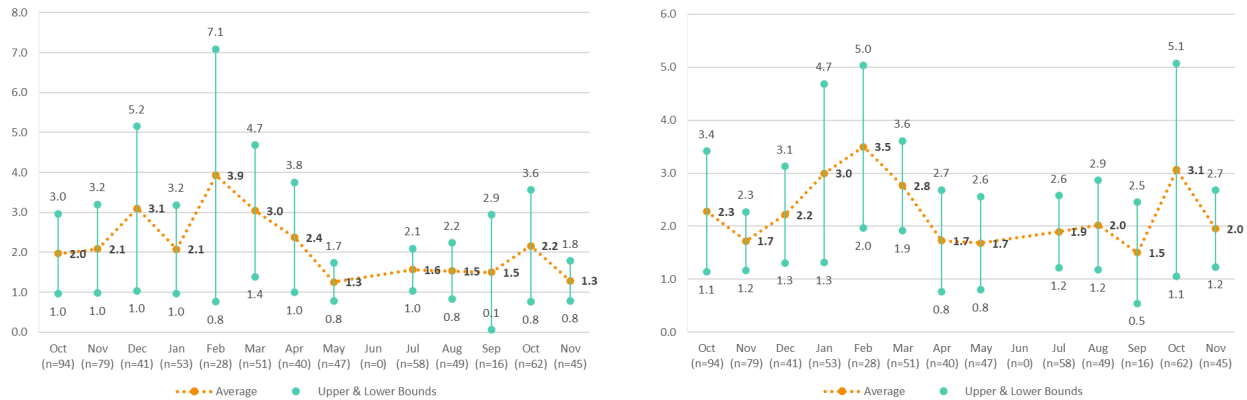 8.0
7.0
6.0
5.0
4.0
3.0
2.0
1.0
0.0
3.0 3.2 5.2 3.2 7.1 4.7 3.8 1.7 2.1 2.2 2.9 3.6 1.8
2.0 2.1 3.1 2.1 3.9 3.0 2.4 1.3 1.6 1.5 1.5 2.2 1.3
1.0 1.0 1.0 1.0 0.8 1.4 1.0 0.8 1.0 0.8 0.1 0.8 0.8
Oct Nov Dec Jan Feb Mar Apr May Jun Jul Aug Sep Oct Nov
(n=94) (n=79) (n=41) (n=53) (n=28) (n=51) (n=40) (n=47) (n=0) (n=58) (n=49) (n=16) (n=62) (n=45)
Average Upper & Lower Bounds
6.0
5.0
4.0
3.0
2.0
1.0
0.0
3.4 2.3 3.1 4.7 5.0 3.6 2.7 2.6 2.6 2.9 2.5 5.1 2.7
2.3 1.7 2.2 3.0 3.5 2.8 1.7 1.7 1.9 2.0 1.5 3.1 2.0
1.1 1.2 1.3 1.3 2.0 1.9 0.8 0.8 1.2 1.2 0.5 1.1 1.2
Oct Nov Dec Jan Feb Mar Apr May Jun Jul Aug Sep Oct Nov
(n=94) (n=79) (n=41) (n=53) (n=28) (n=51) (n=40) (n=47) (n=0) (n=58) (n=49) (n=16) (n=62) (n=45)
Average Upper & Lower Bounds